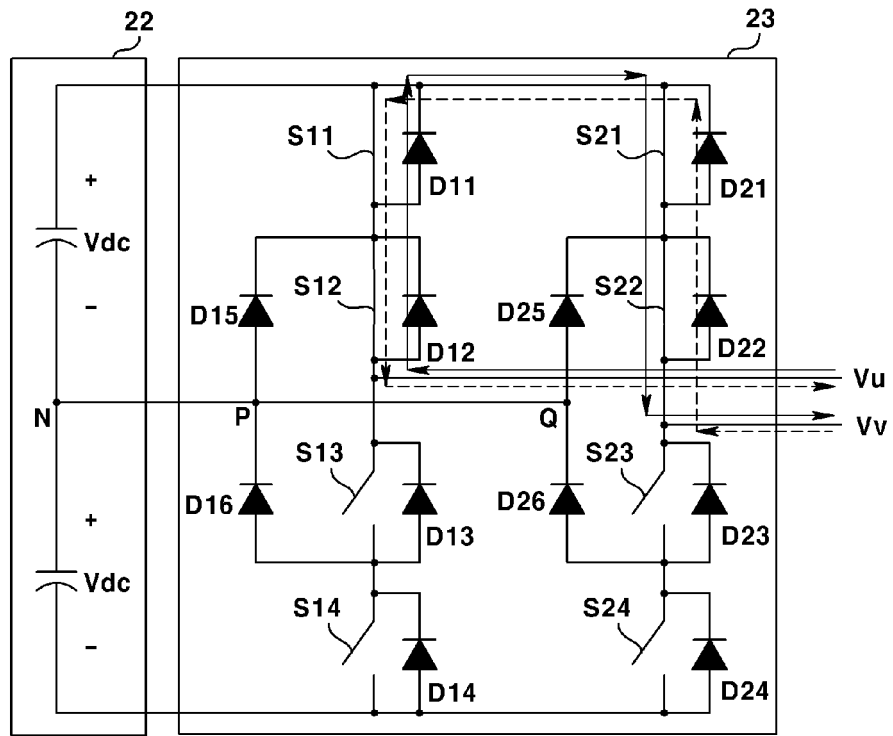 22
23
S11
S21
D11
D21
+
Vdc
−
S12
S22
D15
D25
D12
D22
Vu
N
P
Q
Vv
S13
S23
D16
D26
D13
D23
+
Vdc
−
S14
S24
D14
D24